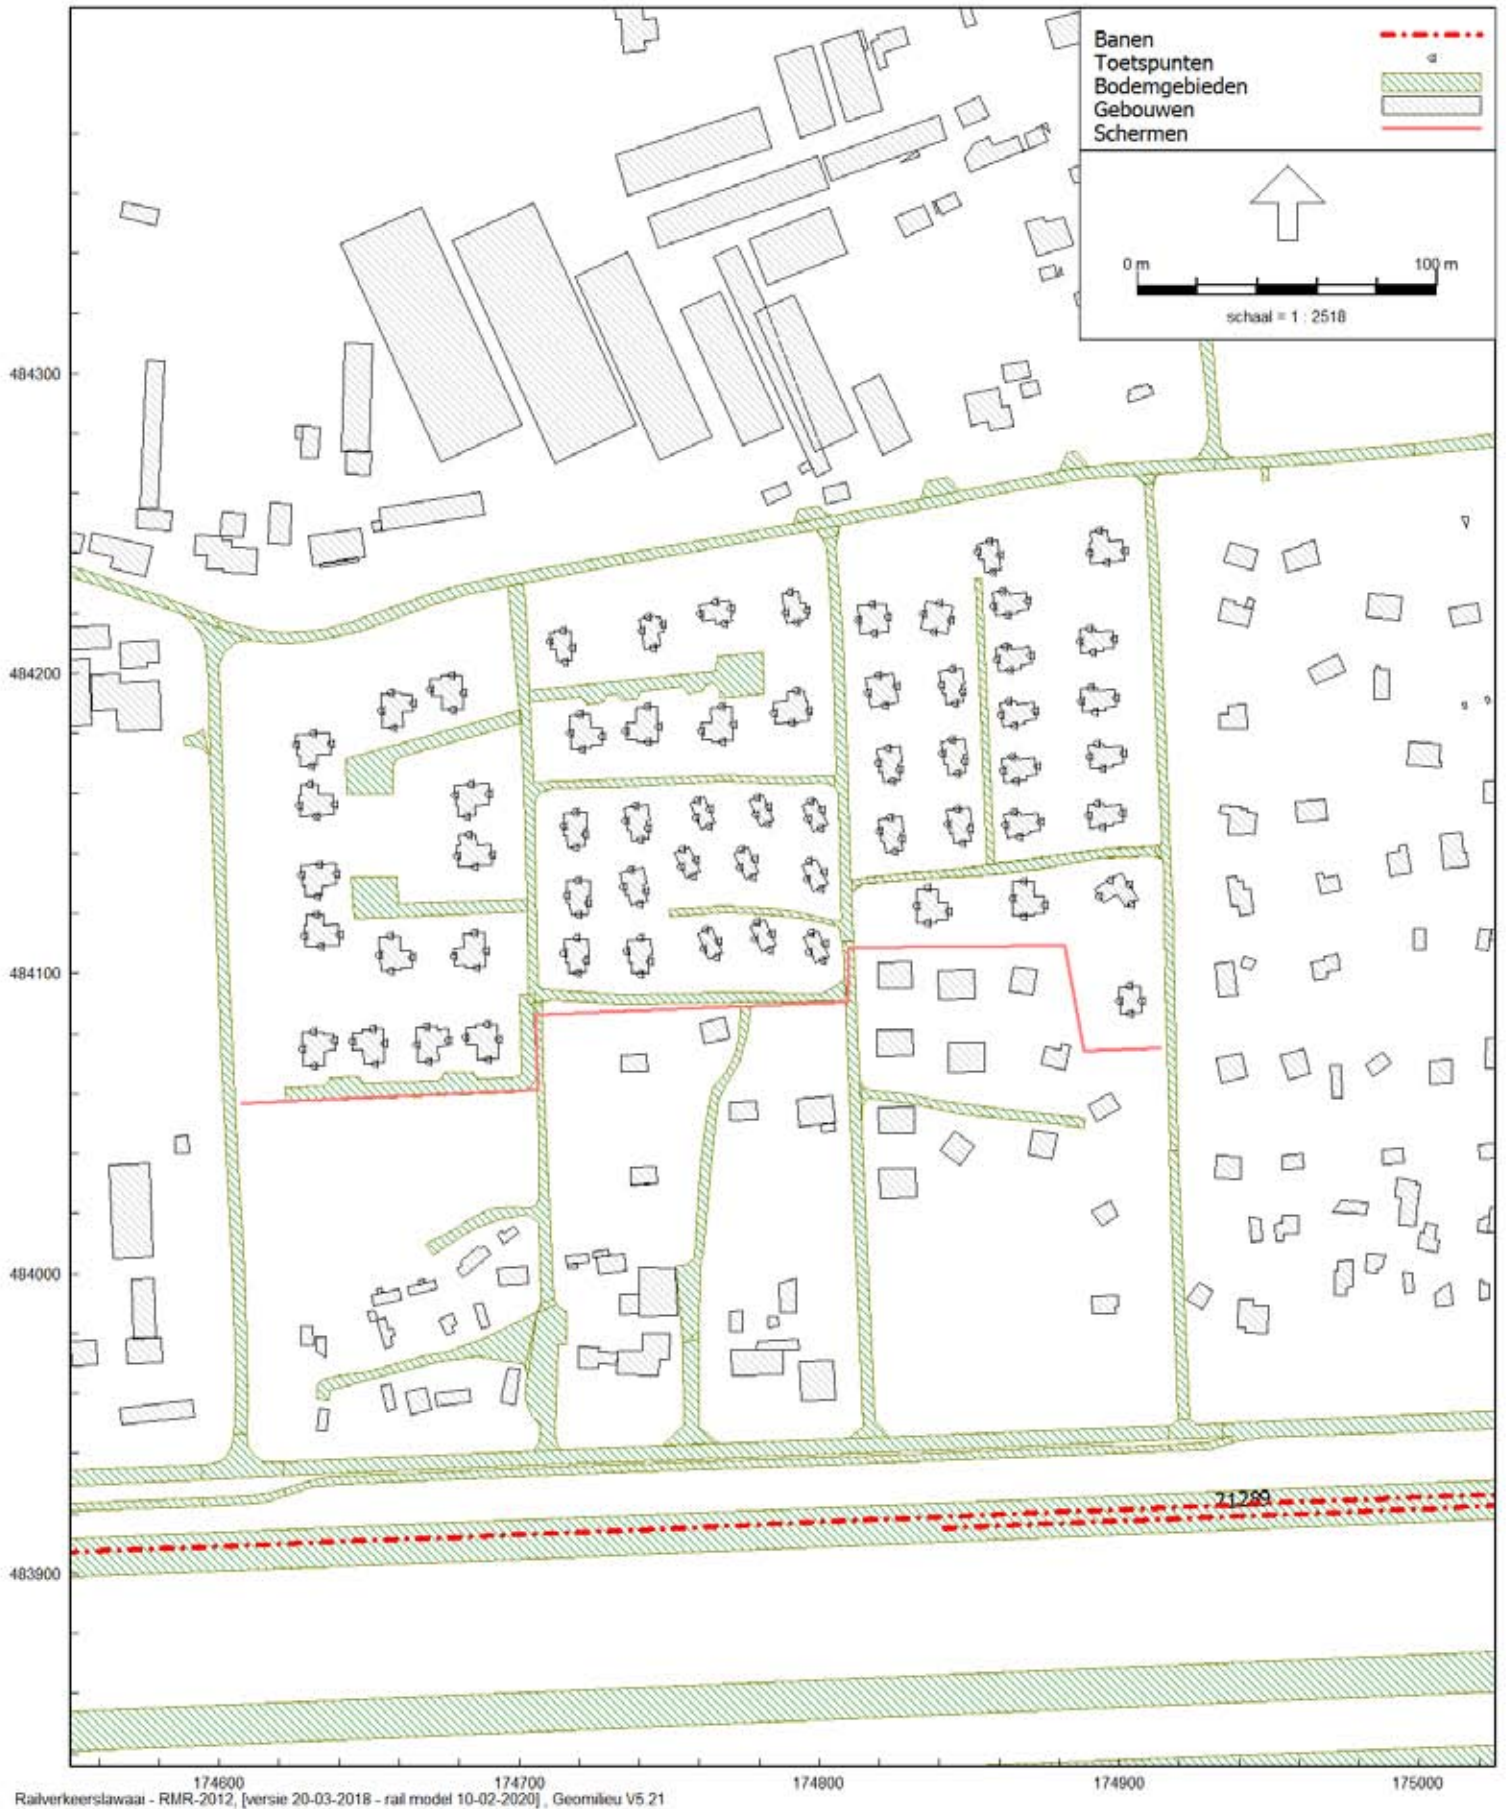 Banen
Toetspunten
Bodemgebieden
Gebouwen
Schermen
0 m 100 m
schaal = 1 : 2518
484300
484200
484100
484000
21289
483900
174600 174700 174800 174900 175000
Railverkeerslawaai - RMR-2012, [versie 20-03-2018 - rail model 10-02-2020] , Geomilieu V5.21